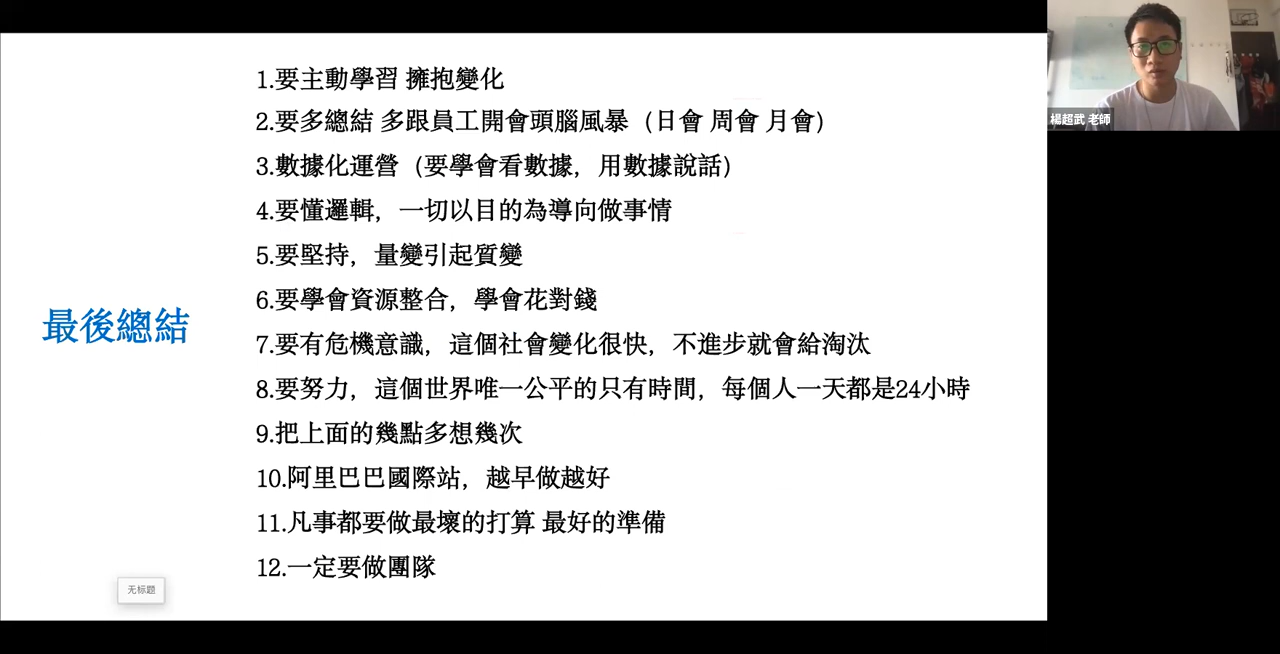 最後總結
1.要主動學習 擁抱變化
2.要多總結 多跟員工開會頭腦風暴（日會 周會 月會）
3.數據化運營（要學會看數據，用數據說話）
4.要懂邏輯，一切以目的為導向做事情
5.要堅持，量變引起質變
6.要學會資源整合，學會花對錢
7.要有危機意識，這個社會變化很快，不進步就會給淘汰
8.要努力，這個世界唯一公平的只有時間，每個人一天都是24小時
9.把上面的幾點多想幾次
10.阿里巴巴國際站，越早做越好
11.凡事都要做最壞的打算 最好的準備
12.一定要做團隊
无标题
楊超武 老師